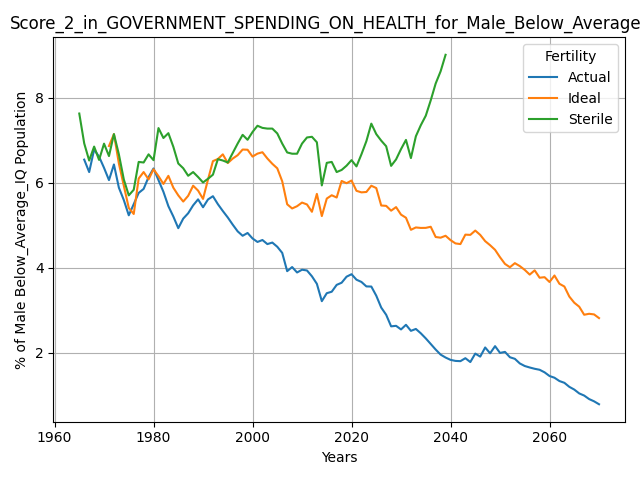 Score_2_in_GOVERNMENT_SPENDING_ON_HEALTH_for_Male_Below_Average
% of Male Below_Average_IQ Population
8
6
4
2
Fertility
Actual
Ideal
Sterile
1960 1980 2000 2020 2040 2060
Years